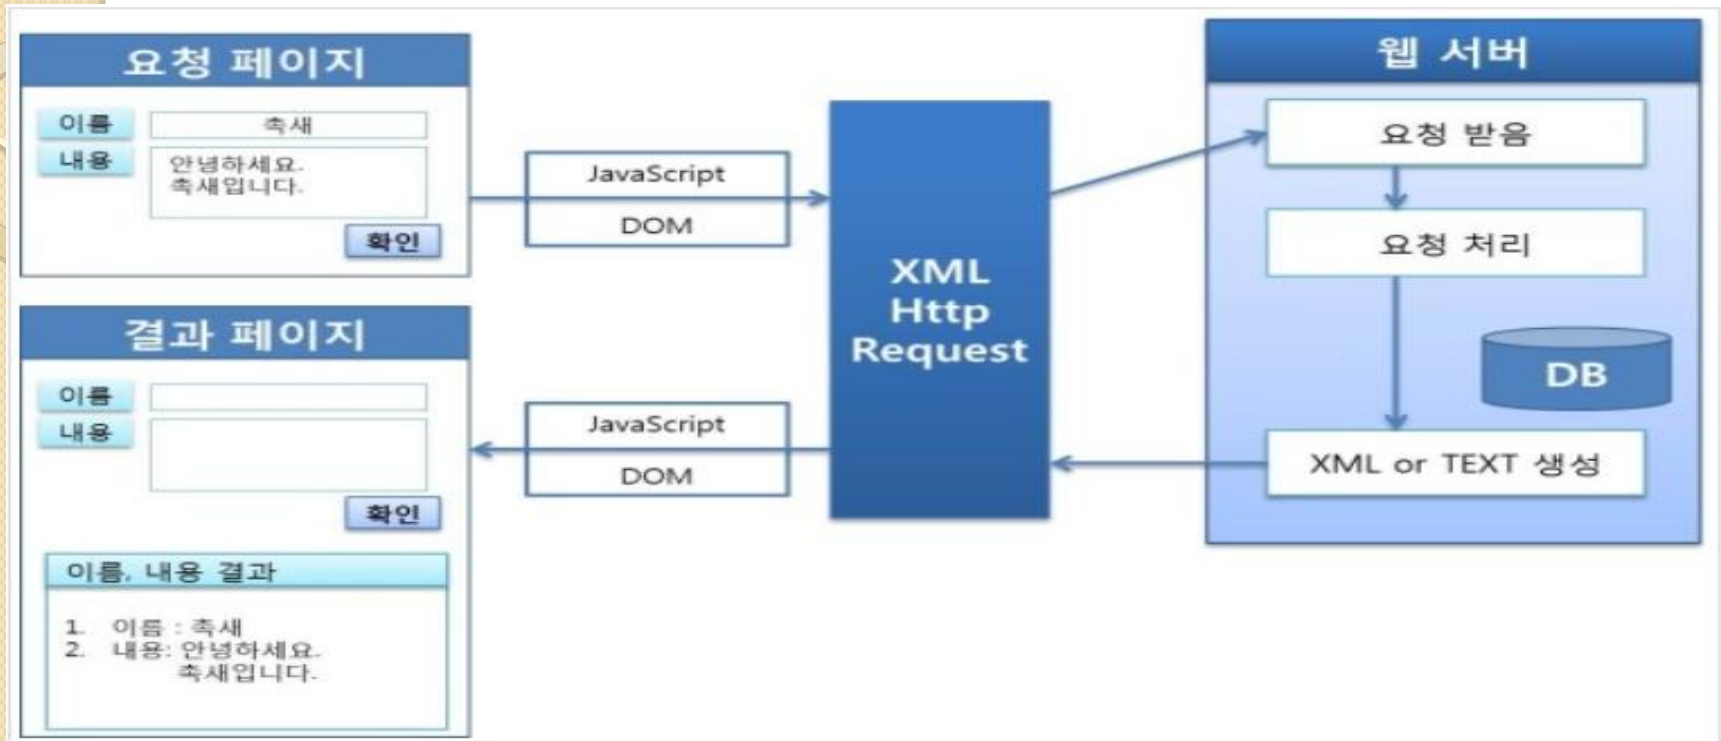 요청 페이지
이름
촉새
내용
안녕하세요.
촉새입니다.
확인
JavaScript
DOM
XML
Http
Request
웹 서버
요청 받음
요청 처리
DB
XML or TEXT 생성
JavaScript
DOM
결과 페이지
이름
내용
확인
이름, 내용 결과
1. 이름 : 촉새
2. 내용: 안녕하세요.
촉새입니다.